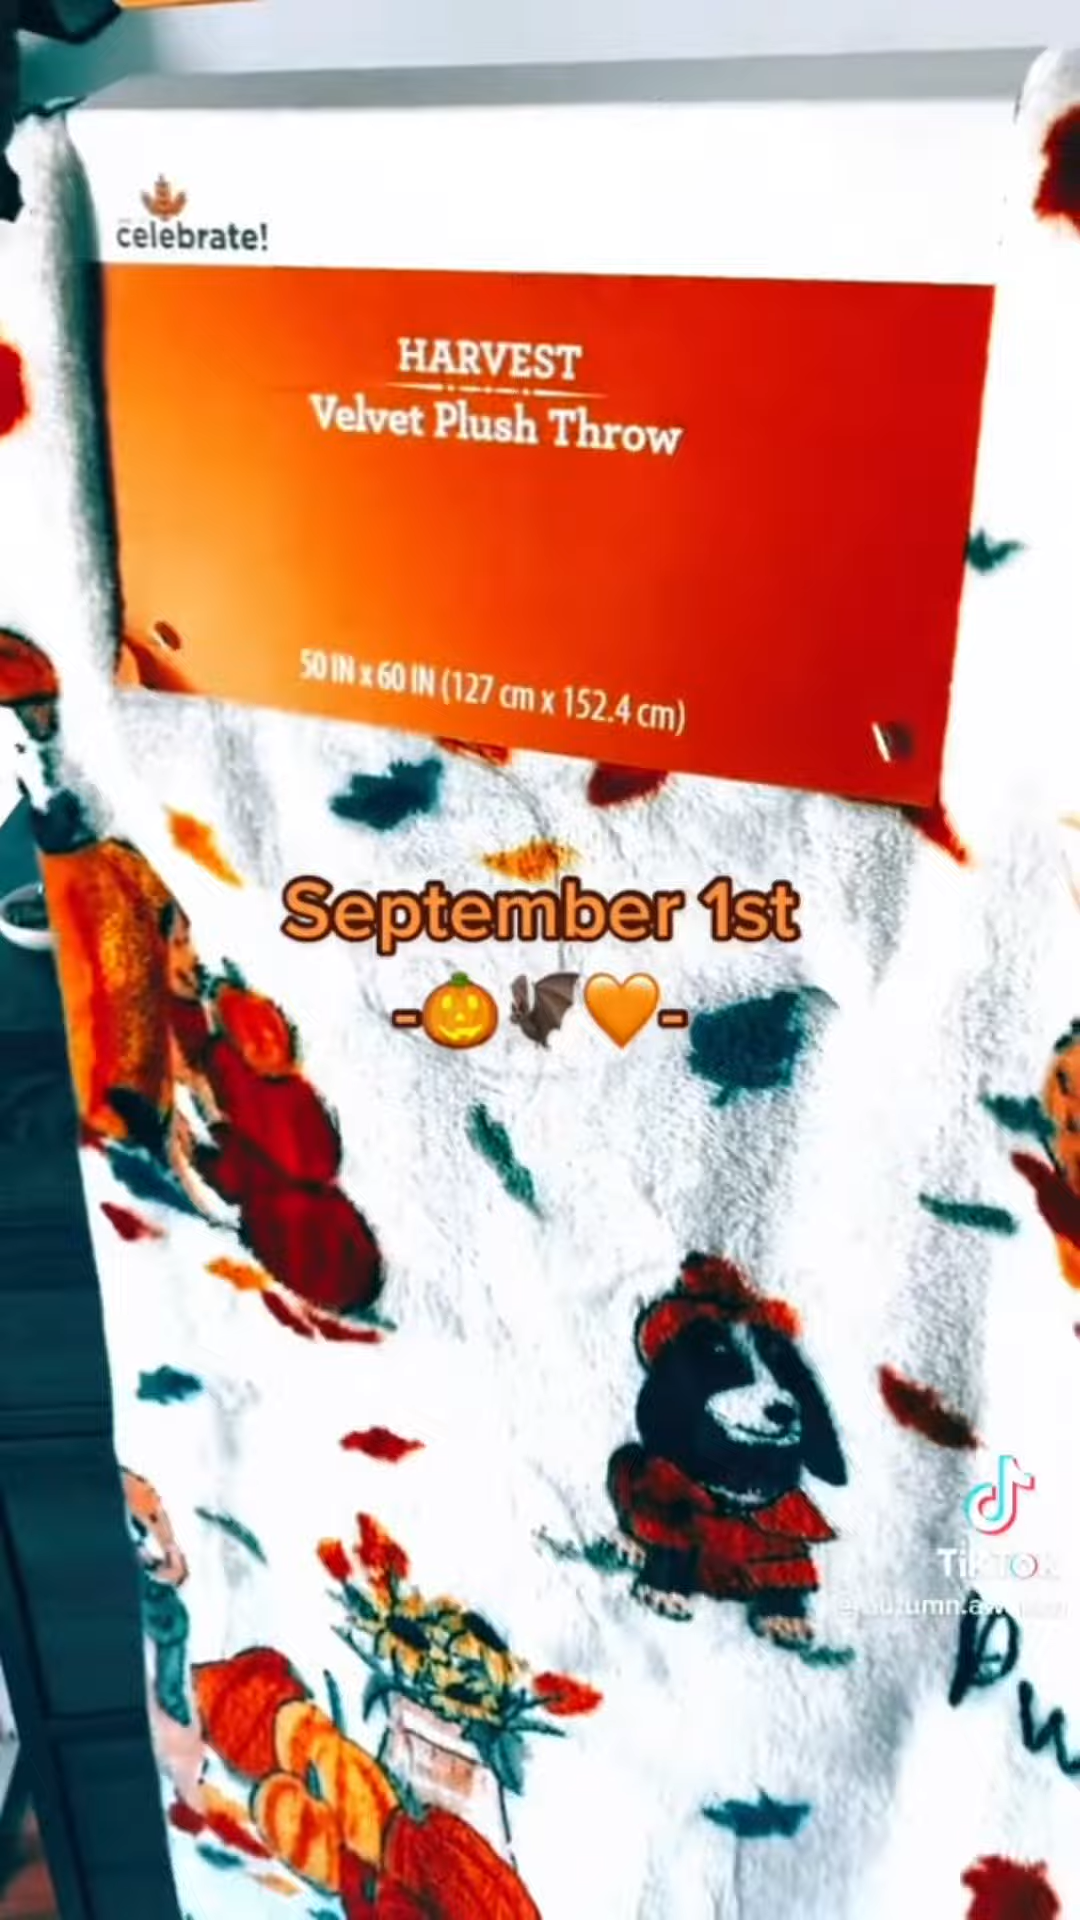 celebrate!
HARVEST
Velvet Plush Throw
50 IN x 60 IN (127 cm x 152.4 cm)
September 1st
-🎃🦇🧡-
TikTok